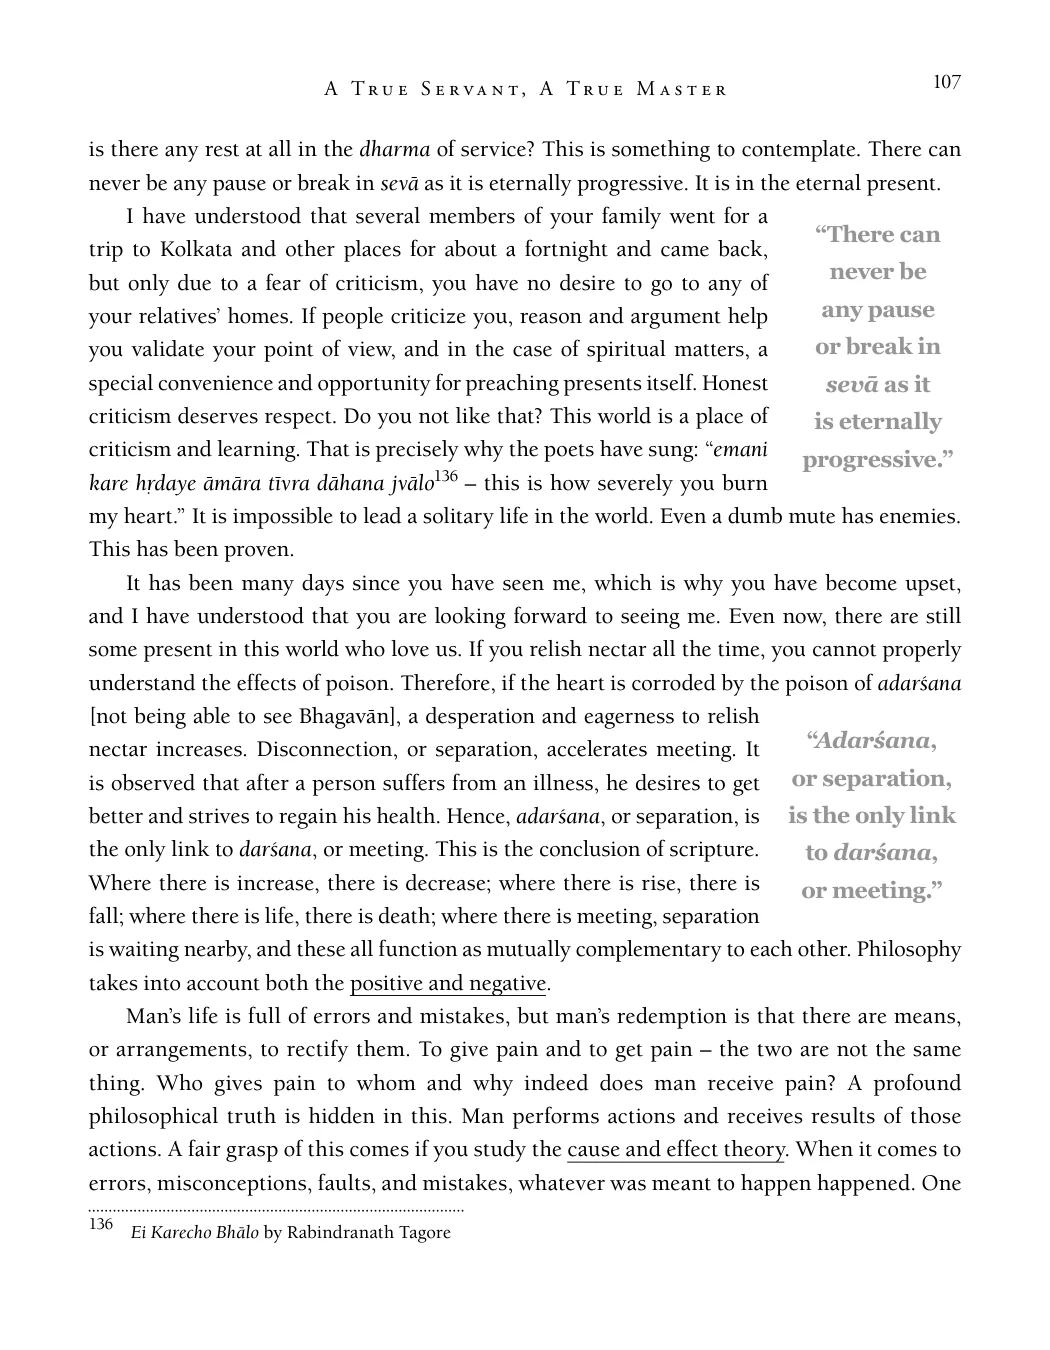 A True Servant, A True Master
107
is there any rest at all in the dharma of service? This is something to contemplate. There can
never be any pause or break in sevā as it is eternally progressive. It is in the eternal present.
I have understood that several members of your family went for a
trip to Kolkata and other places for about a fortnight and came back,
but only due to a fear of criticism, you have no desire to go to any of
your relatives’ homes. If people criticize you, reason and argument help
you validate your point of view, and in the case of spiritual matters, a
special convenience and opportunity for preaching presents itself. Honest
criticism deserves respect. Do you not like that? This world is a place of
criticism and learning. That is precisely why the poets have sung: “emani
kare hṛdaye āmāra tīvra dāhana jvālo136 – this is how severely you burn
my heart.” It is impossible to lead a solitary life in the world. Even a dumb mute has enemies.
This has been proven.
“There can
never be
any pause
or break in
sevā as it
is eternally
progressive.”
It has been many days since you have seen me, which is why you have become upset,
and I have understood that you are looking forward to seeing me. Even now, there are still
some present in this world who love us. If you relish nectar all the time, you cannot properly
understand the effects of poison. Therefore, if the heart is corroded by the poison of adarśana
[not being able to see Bhagavān], a desperation and eagerness to relish
nectar increases. Disconnection, or separation, accelerates meeting. It
is observed that after a person suffers from an illness, he desires to get
better and strives to regain his health. Hence, adarśana, or separation, is
the only link to darśana, or meeting. This is the conclusion of scripture.
Where there is increase, there is decrease; where there is rise, there is
fall; where there is life, there is death; where there is meeting, separation
is waiting nearby, and these all function as mutually complementary to each other. Philosophy
takes into account both the positive and negative.
“Adarśana,
or separation,
is the only link
to darśana,
or meeting.”
Man’s life is full of errors and mistakes, but man’s redemption is that there are means,
or arrangements, to rectify them. To give pain and to get pain – the two are not the same
thing. Who gives pain to whom and why indeed does man receive pain? A profound
philosophical truth is hidden in this. Man performs actions and receives results of those
actions. A fair grasp of this comes if you study the cause and effect theory. When it comes to
errors, misconceptions, faults, and mistakes, whatever was meant to happen happened. One
136 Ei Karecho Bhālo by Rabindranath Tagore